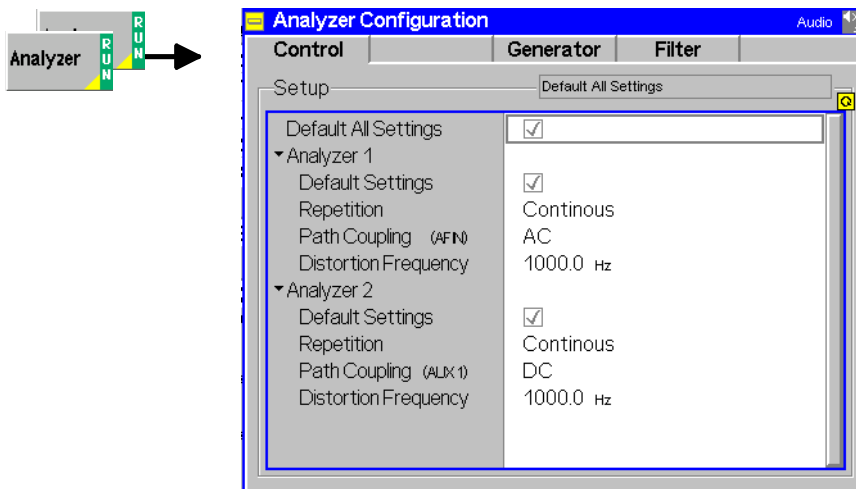 RUN
Analyzer RUN
Analyzer Configuration Audio
Control Generator Filter
Setup Default All Settings
Default All Settings
Analyzer 1
Default Settings
Repetition Continous
Path Coupling (AFIN) AC
Distortion Frequency 1000.0 Hz
Analyzer 2
Default Settings
Repetition Continous
Path Coupling (AUX 1) DC
Distortion Frequency 1000.0 Hz